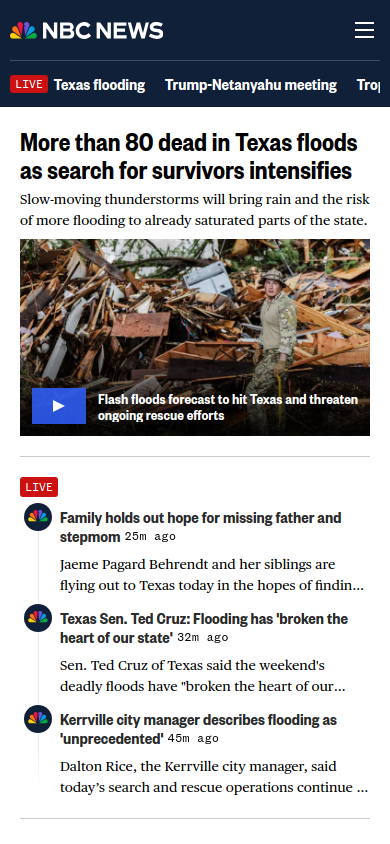 NBC NEWS
LIVE Texas flooding Trump-Netanyahu meeting Trop
More than 80 dead in Texas floods
as search for survivors intensifies
Slow-moving thunderstorms will bring rain and the risk
of more flooding to already saturated parts of the state.
Flash floods forecast to hit Texas and threaten
ongoing rescue efforts
LIVE
Family holds out hope for missing father and
stepmom 25m ago
Jaeme Pagard Behrendt and her siblings are
flying out to Texas today in the hopes of findin...
Texas Sen. Ted Cruz: Flooding has 'broken the
heart of our state' 32m ago
Sen. Ted Cruz of Texas said the weekend's
deadly floods have "broken the heart of our...
Kerrville city manager describes flooding as
'unprecedented' 45m ago
Dalton Rice, the Kerrville city manager, said
today’s search and rescue operations continue ...